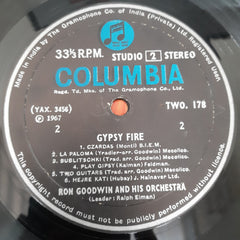 Made in India by The Gramophone Co. of India (Private) Ltd. Registered User
33⅓ R.P.M.
STUDIO 2 STEREO
COLUMBIA
Regd. Td. Mks. of The Gramophone Co., Ltd.
(YAX. 3456)
TWO. 178
℗ 1967
2
2
GYPSY FIRE
1. CZARDAS (Monti) B.I.E.M.
2. LA PALOMA (Yradier-arr. Goodwin) Mesolico.
3. BUBLITSCHKI (Trad.-arr. Goodwin) Mesolico.
4. PLAY GYPSY (Kalman) Feldman.
5. TWO GUITARS (Trad. arr. Goodwin) Mesolico.
6. HEJRE KATI (Hubay) J. Hainaver Ltd.
RON GOODWIN AND HIS ORCHESTRA
(Leader: Ralph Elman)
This copyright record must not be publicly performed without licence.